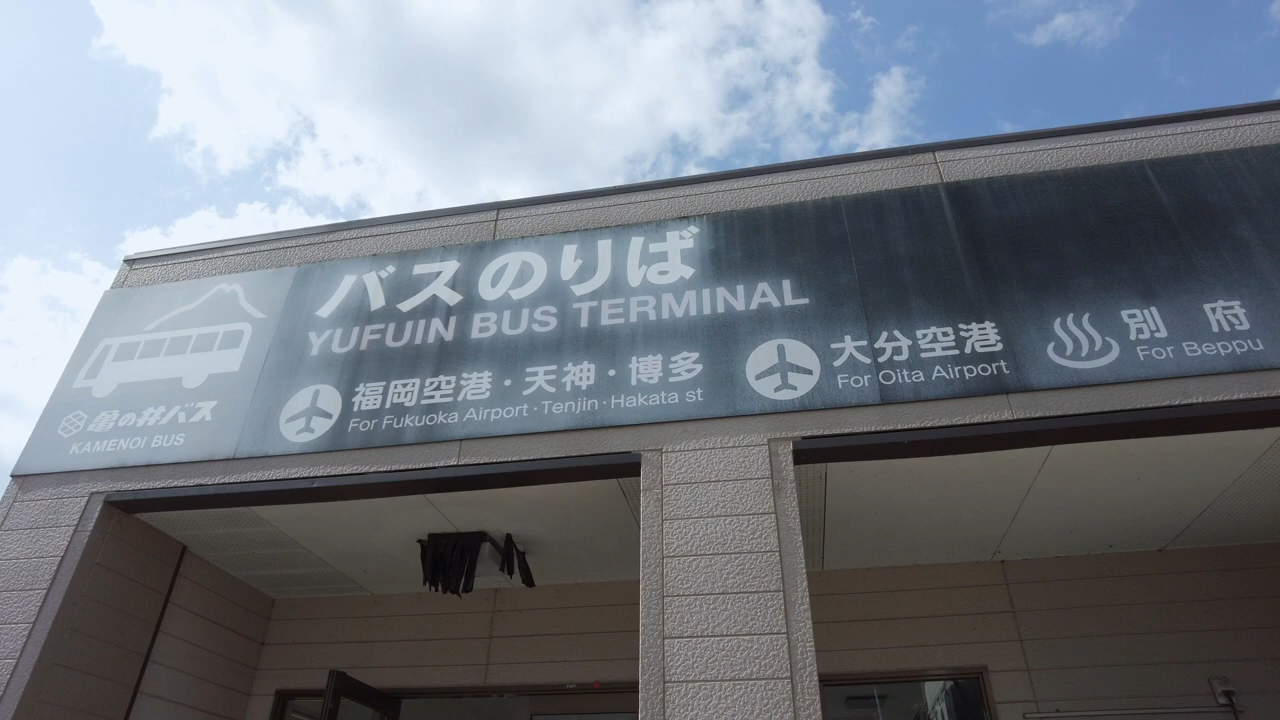 バスのりば
YUFUIN BUS TERMINAL
亀の井バス
KAMENOI BUS
福岡空港・天神・博多
For Fukuoka Airport・Tenjin・Hakata st
大分空港
For Oita Airport
別 府
For Beppu